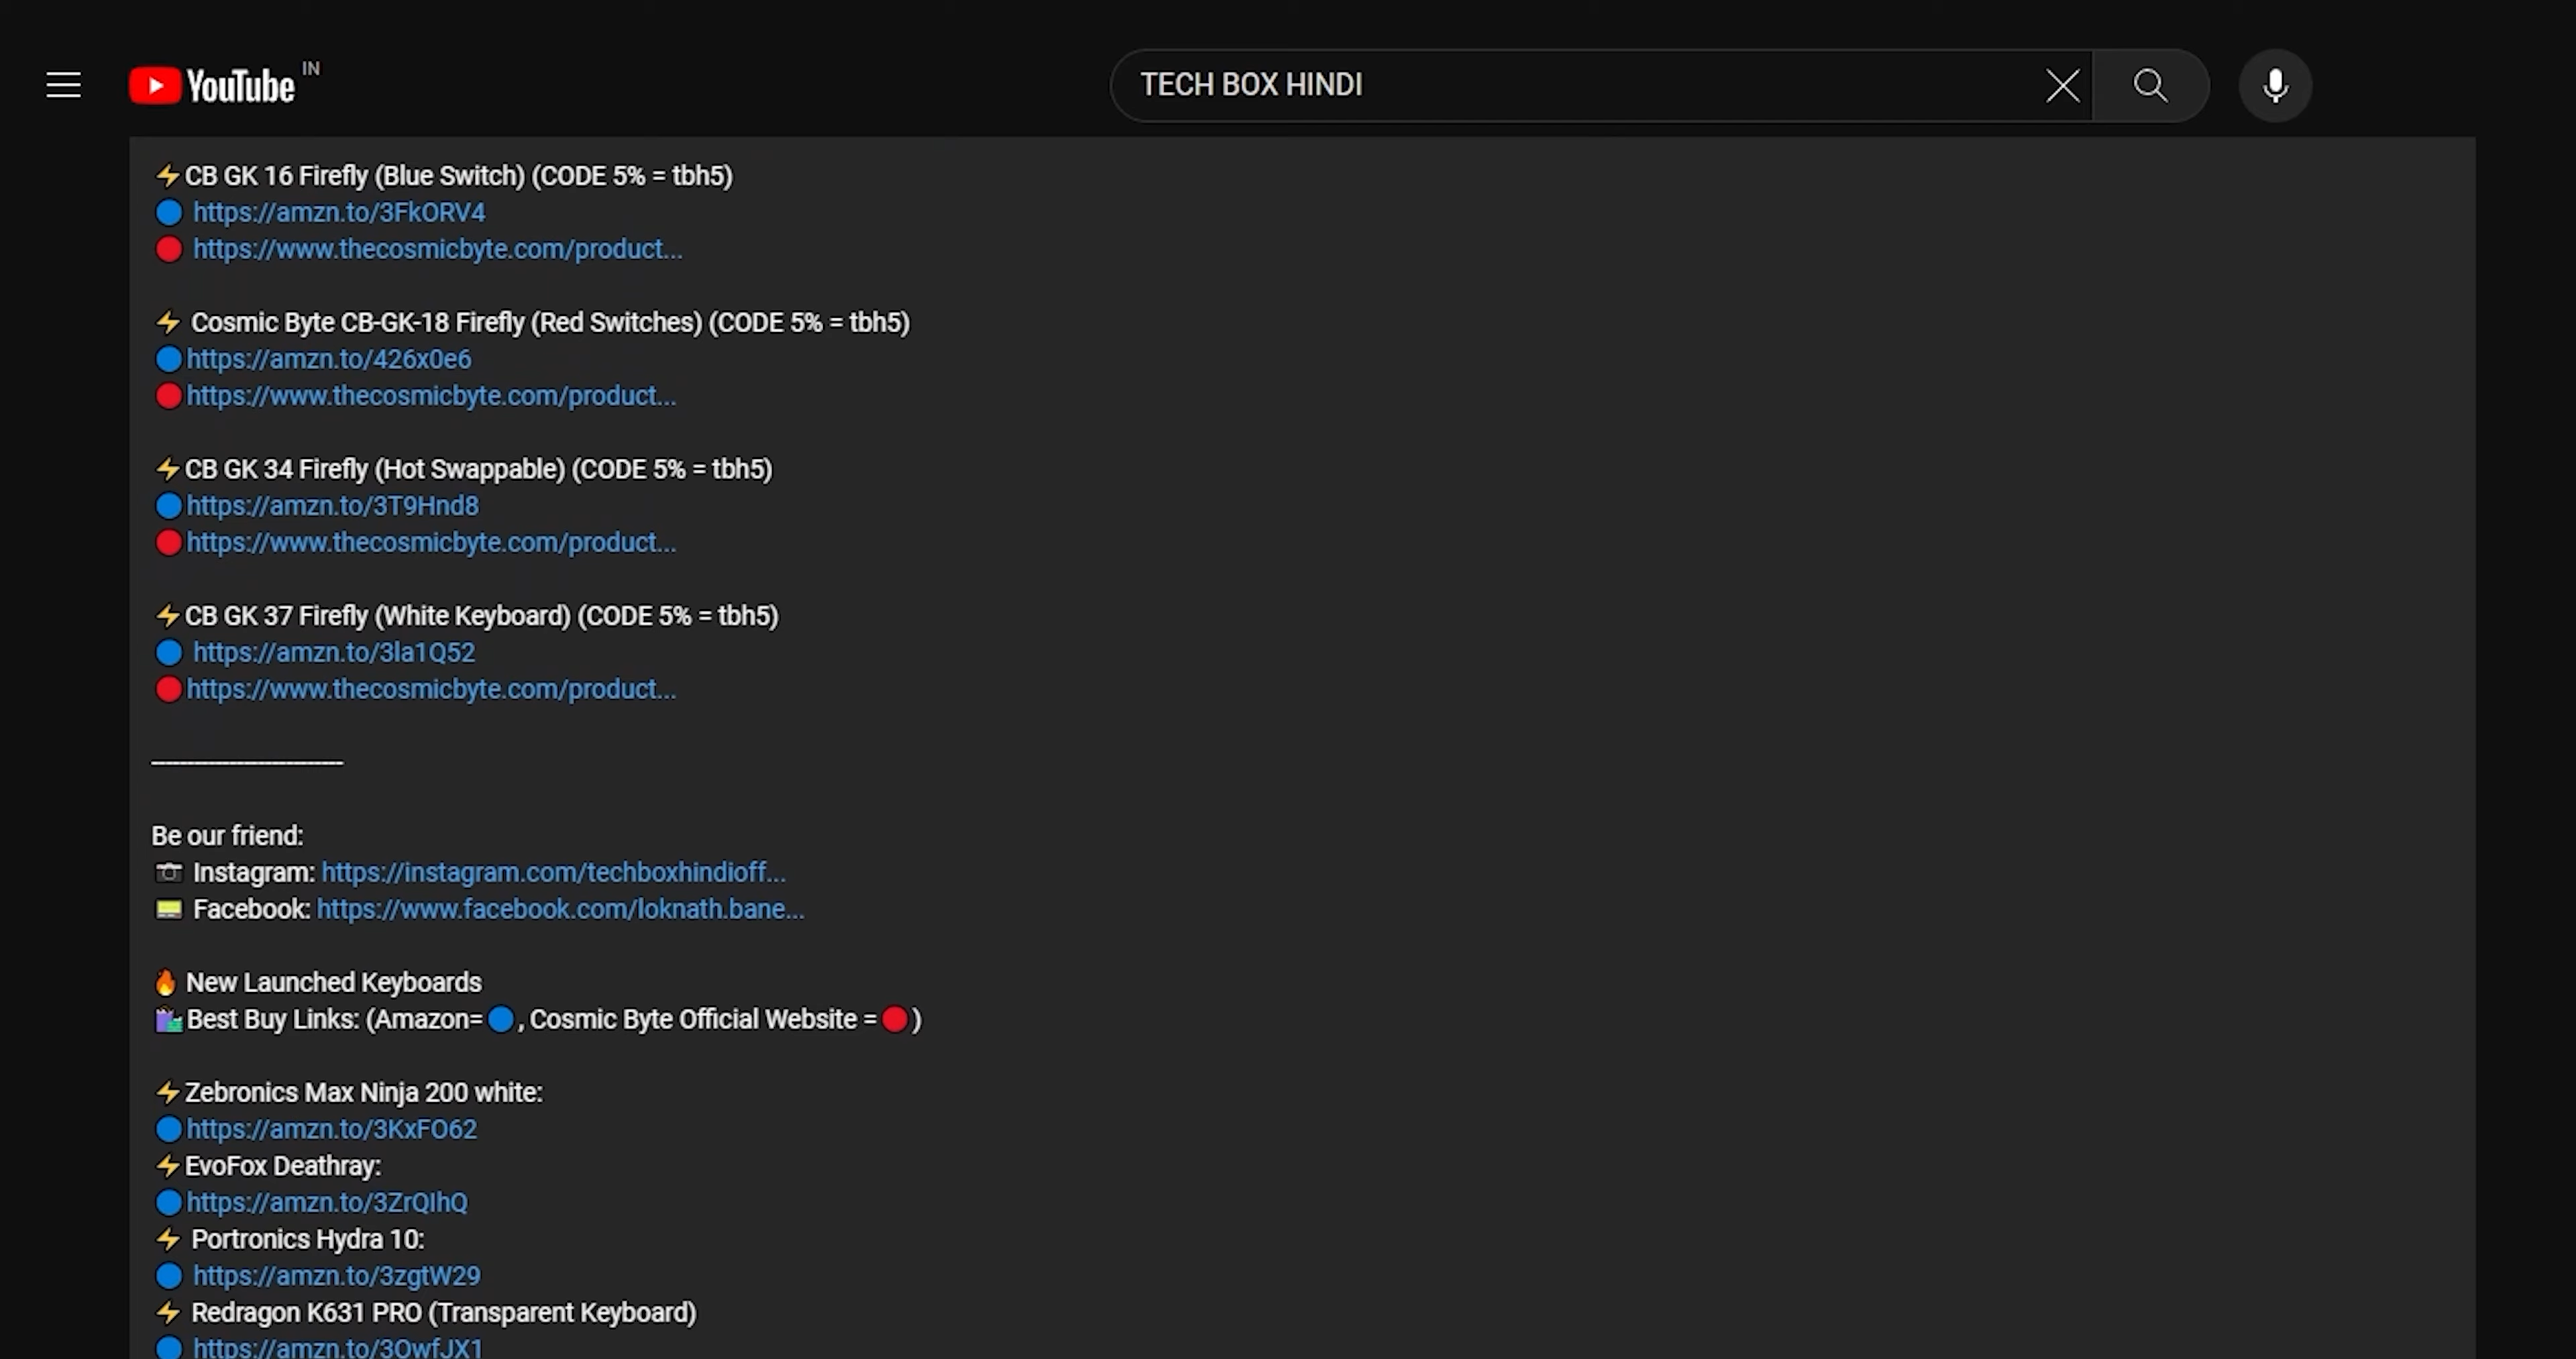 YouTube IN
TECH BOX HINDI
⚡CB GK 16 Firefly (Blue Switch) (CODE 5% = tbh5)
🔵 https://amzn.to/3FkORV4
🔴 https://www.thecosmicbyte.com/product...
⚡ Cosmic Byte CB-GK-18 Firefly (Red Switches) (CODE 5% = tbh5)
🔵https://amzn.to/426x0e6
🔴https://www.thecosmicbyte.com/product...
⚡CB GK 34 Firefly (Hot Swappable) (CODE 5% = tbh5)
🔵https://amzn.to/3T9Hnd8
🔴https://www.thecosmicbyte.com/product...
⚡CB GK 37 Firefly (White Keyboard) (CODE 5% = tbh5)
🔵 https://amzn.to/3la1Q52
🔴https://www.thecosmicbyte.com/product...
___________________________
Be our friend:
📷 Instagram: https://instagram.com/techboxhindioff...
📟 Facebook: https://www.facebook.com/loknath.bane...
🔥 New Launched Keyboards
🛍️Best Buy Links: (Amazon=🔵, Cosmic Byte Official Website =🔴)
⚡Zebronics Max Ninja 200 white:
🔵https://amzn.to/3KxFO62
⚡EvoFox Deathray:
🔵https://amzn.to/3ZrQIhQ
⚡ Portronics Hydra 10:
🔵 https://amzn.to/3zgtW29
⚡ Redragon K631 PRO (Transparent Keyboard)
🔵 https://amzn.to/3OwfJX1